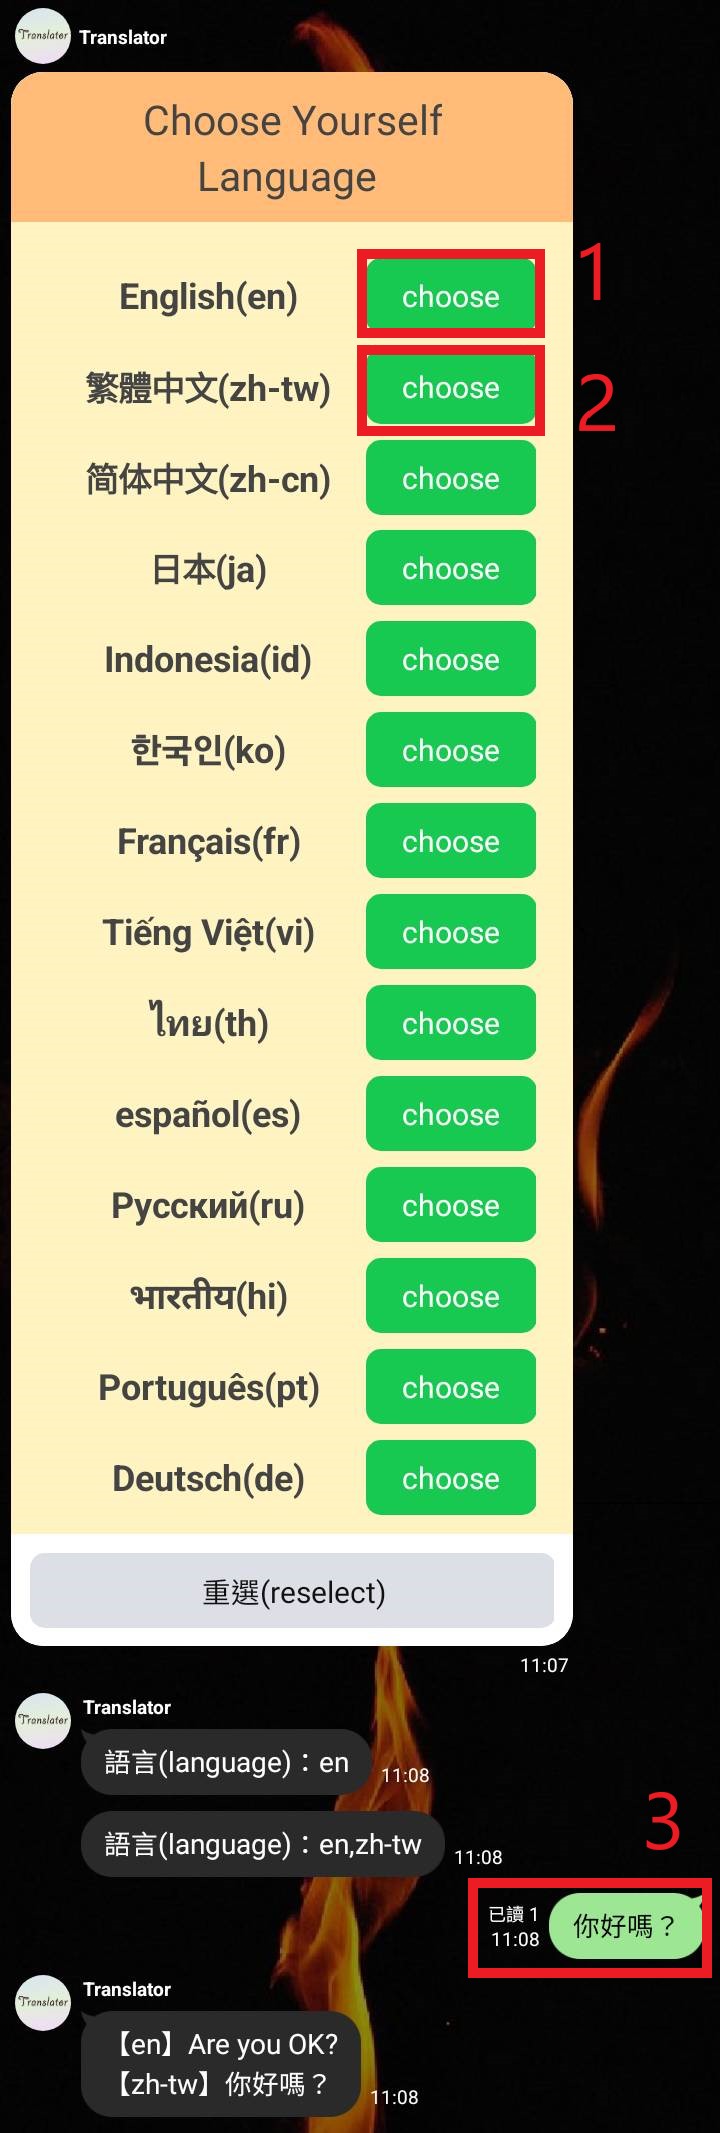 Translator
Translator
Choose Yourself
Language
English(en) choose
1
繁體中文(zh-tw) choose
2
简体中文(zh-cn) choose
日本(ja) choose
Indonesia(id) choose
한국인(ko) choose
Français(fr) choose
Tiếng Việt(vi) choose
ไทย(th) choose
español(es) choose
Русский(ru) choose
भारतीय(hi) choose
Português(pt) choose
Deutsch(de) choose
重選(reselect)
11:07
Translator
Translator
語言(language)：en
11:08
語言(language)：en,zh-tw
11:08
3
已讀 1
11:08
你好嗎？
Translator
Translator
【en】Are you OK?
【zh-tw】你好嗎？
11:08